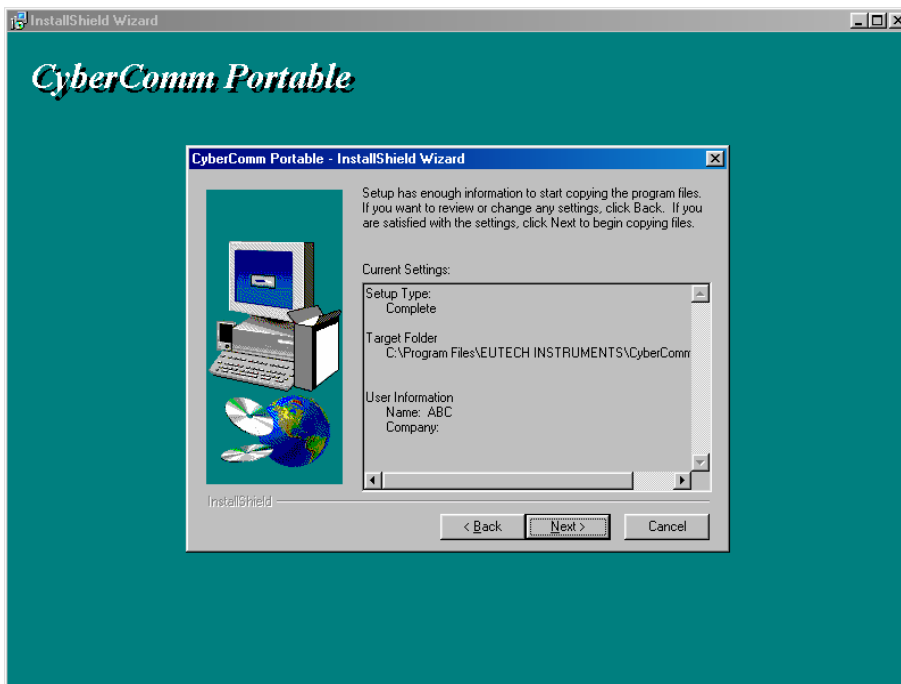 InstallShield Wizard
CyberComm Portable
CyberComm Portable - InstallShield Wizard
Setup has enough information to start copying the program files.
If you want to review or change any settings, click Back. If you
are satisfied with the settings, click Next to begin copying files.
Current Settings:
Setup Type:
Complete
Target Folder
C:\Program Files\EUTECH INSTRUMENTS\CyberComm
User Information
Name: ABC
Company:
InstallShield
< Back
Next >
Cancel